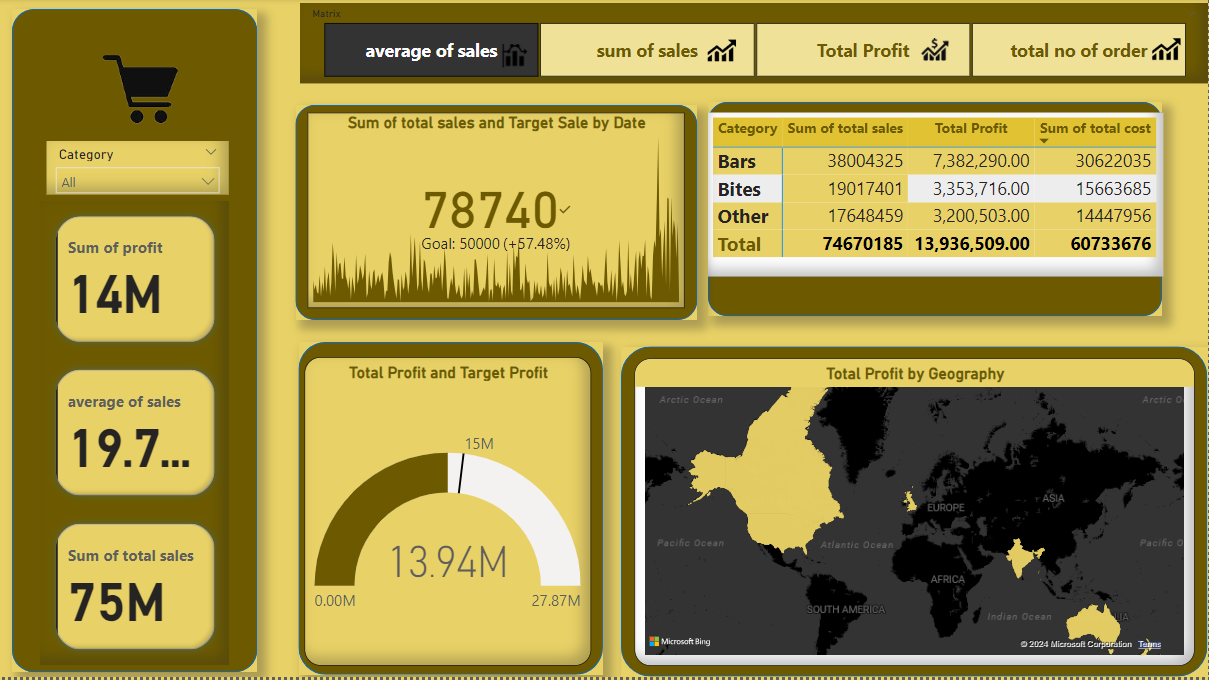 Matrix
average of sales
sum of sales
Total Profit
total no of order
Category
All
Sum of profit
14M
average of sales
19.7...
Sum of total sales
75M
Sum of total sales and Target Sale by Date
78740
Goal: 50000 (+57.48%)
Category Sum of total sales Total Profit Sum of total cost
Bars 38004325 7,382,290.00 30622035
Bites 19017401 3,353,716.00 15663685
Other 17648459 3,200,503.00 14447956
Total 74670185 13,936,509.00 60733676
Total Profit and Target Profit
15M
13.94M
0.00M 27.87M
Total Profit by Geography
Arctic Ocean
Arctic O
ASIA
EUROPE
Pacific Ocean
Atlantic Ocean
Pacific O
AFRICA
SOUTH AMERICA
Indian Ocean
Microsoft Bing
© 2024 Microsoft Corporation Terms